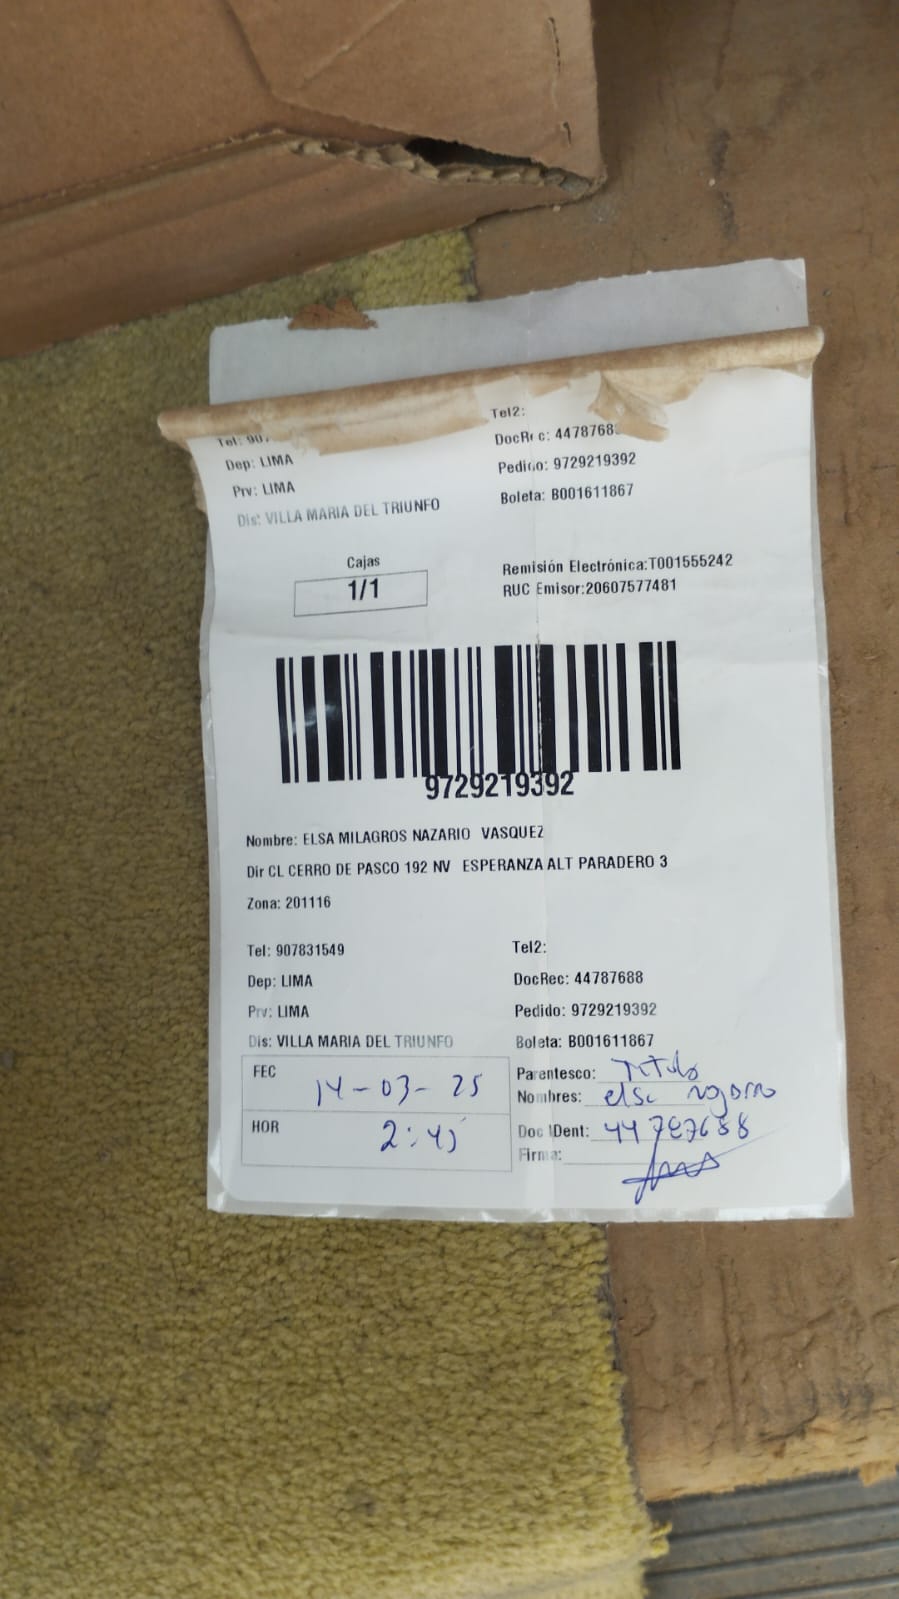 Tel: 907
Tel2:
DocRec: 4478768
Dep: LIMA
Pedido: 9729219392
Prv: LIMA
Boleta: B001611867
Dis: VILLA MARIA DEL TRIUNFO
Cajas
1/1
Remisión Electrónica:T001555242
RUC Emisor:20607577481
9729219392
Nombre: ELSA MILAGROS NAZARIO VASQUEZ
Dir CL CERRO DE PASCO 192 NV ESPERANZA ALT PARADERO 3
Zona: 201116
Tel: 907831549
Tel2:
Dep: LIMA
DocRec: 44787688
Prv: LIMA
Pedido: 9729219392
Dis: VILLA MARIA DEL TRIUNFO
Boleta: B001611867
FEC 14-03-25
Parentesco:
Nombres: elsa
HOR 2:45
Doc IDent: 44787688
Firma: